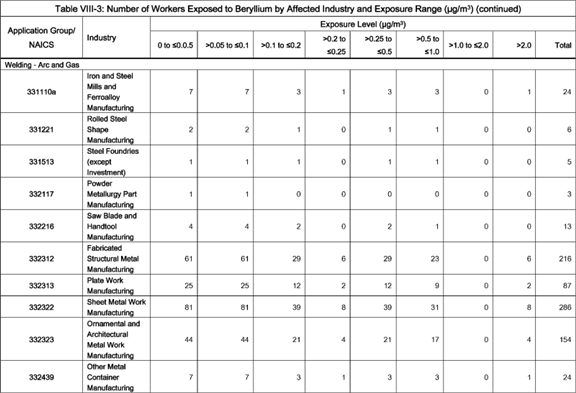 Table VIII-3: Number of Workers Exposed to Beryllium by Affected Industry and Exposure Range (µg/m³) (continued)
Application Group/ NAICS Industry Exposure Level (µg/m³)
0 to ≤0.0.5 >0.05 to ≤0.1 >0.1 to ≤0.2 >0.2 to ≤0.25 >0.25 to ≤0.5 >0.5 to ≤1.0 >1.0 to ≤2.0 >2.0 Total
Welding - Arc and Gas
331110a Iron and Steel Mills and Ferroalloy Manufacturing 7 7 3 1 3 3 0 1 24
331221 Rolled Steel Shape Manufacturing 2 2 1 0 1 1 0 0 6
331513 Steel Foundries (except Investment) 1 1 1 0 1 1 0 0 5
332117 Powder Metallurgy Part Manufacturing 1 1 0 0 0 0 0 0 3
332216 Saw Blade and Handtool Manufacturing 4 4 2 0 2 1 0 0 13
332312 Fabricated Structural Metal Manufacturing 61 61 29 6 29 23 0 6 216
332313 Plate Work Manufacturing 25 25 12 2 12 9 0 2 87
332322 Sheet Metal Work Manufacturing 81 81 39 8 39 31 0 8 286
332323 Ornamental and Architectural Metal Work Manufacturing 44 44 21 4 21 17 0 4 154
332439 Other Metal Container Manufacturing 7 7 3 1 3 3 0 1 24